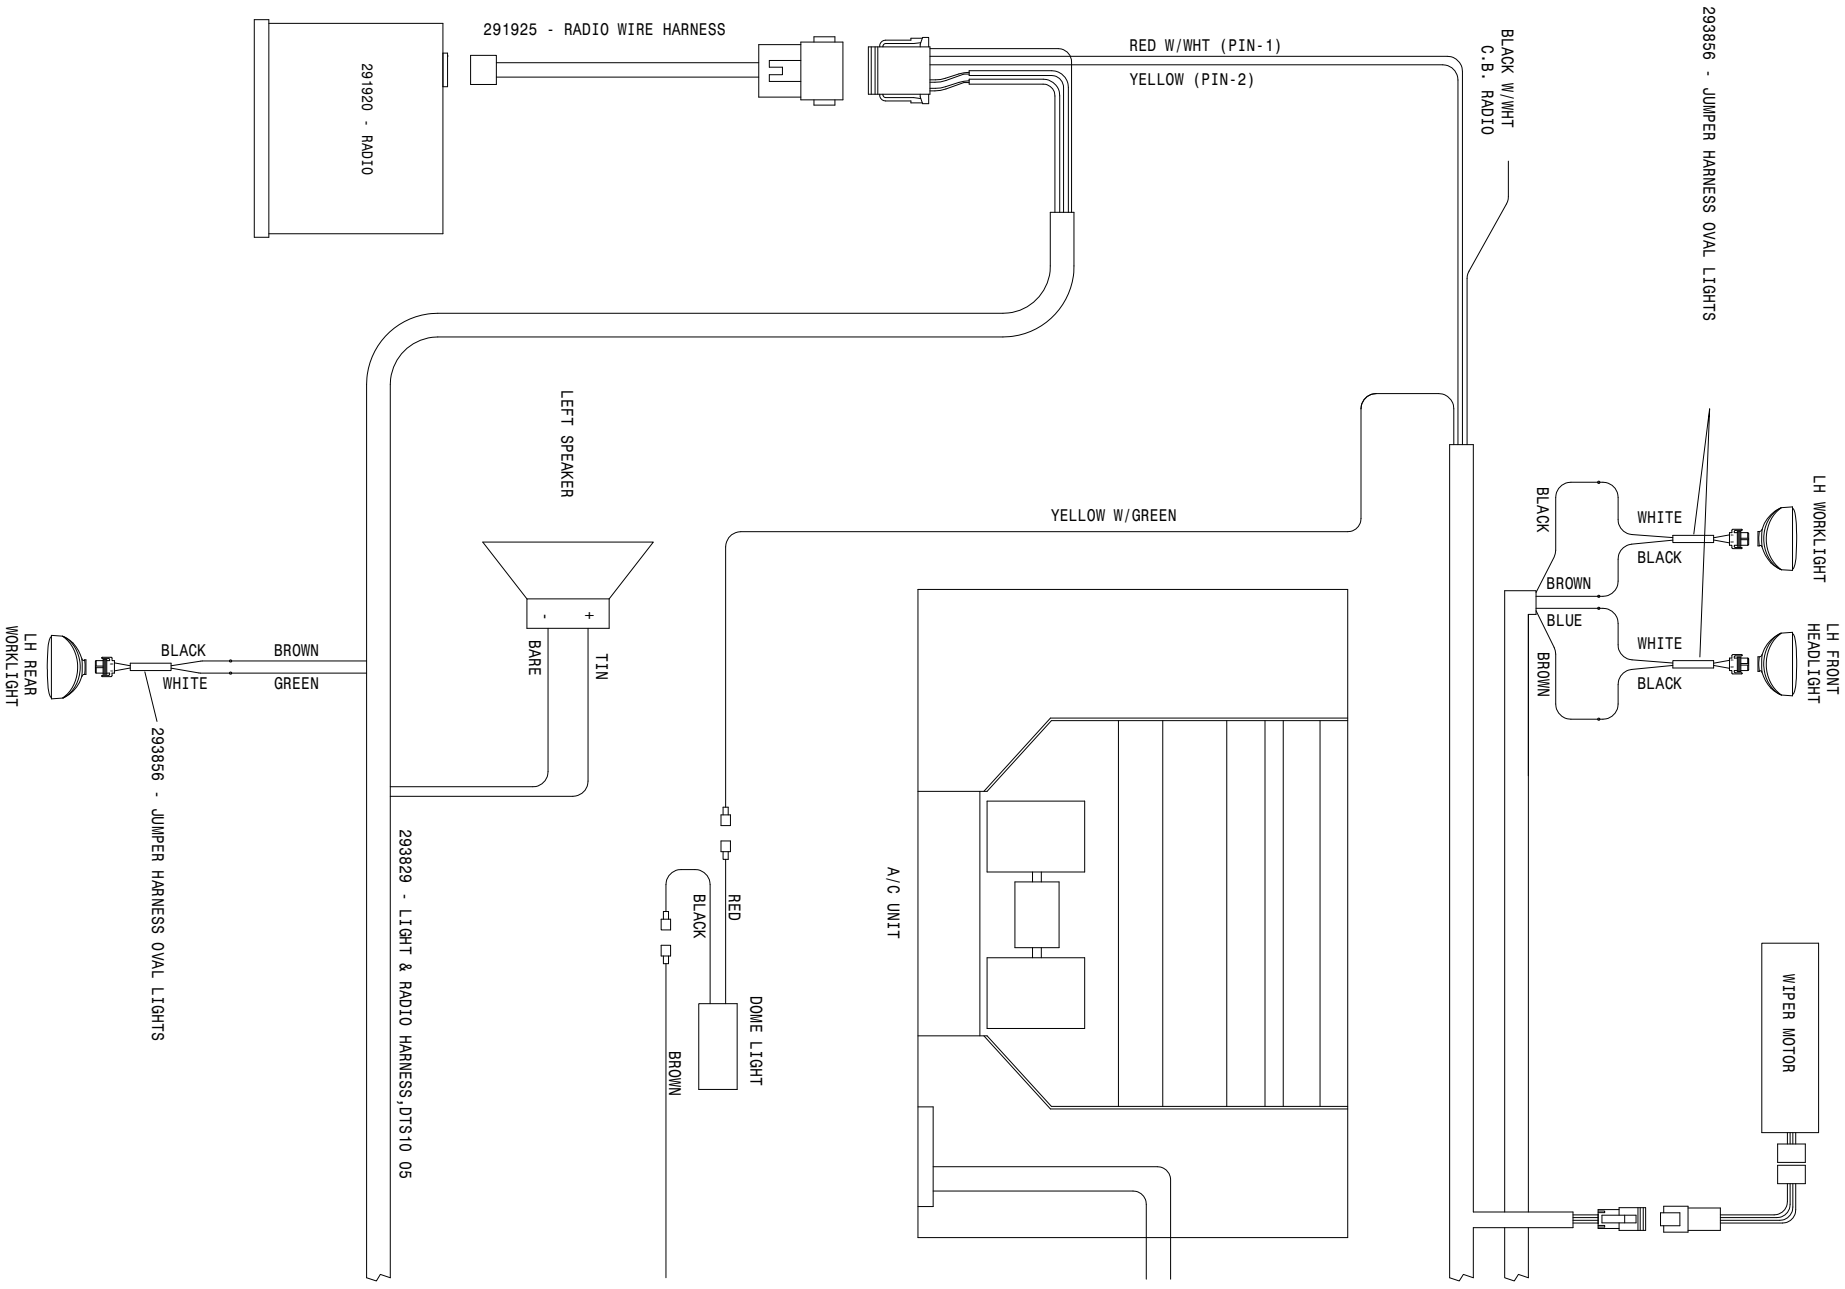 291925 - RADIO WIRE HARNESS
291920 - RADIO
RED W/WHT (PIN-1)
YELLOW (PIN-2)
BLACK W/WHT
C.B. RADIO
293856 - JUMPER HARNESS OVAL LIGHTS
LEFT SPEAKER
-
+
BARE
TIN
YELLOW W/GREEN
BLACK
WHITE
BLACK
BROWN
BLUE
BROWN
WHITE
BLACK
LH WORKLIGHT
LH FRONT
HEADLIGHT
LH REAR
WORKLIGHT
BLACK
WHITE
BROWN
GREEN
293856 - JUMPER HARNESS OVAL LIGHTS
293829 - LIGHT & RADIO HARNESS,DTS10 05
RED
BLACK
BROWN
DOME LIGHT
A/C UNIT
WIPER MOTOR